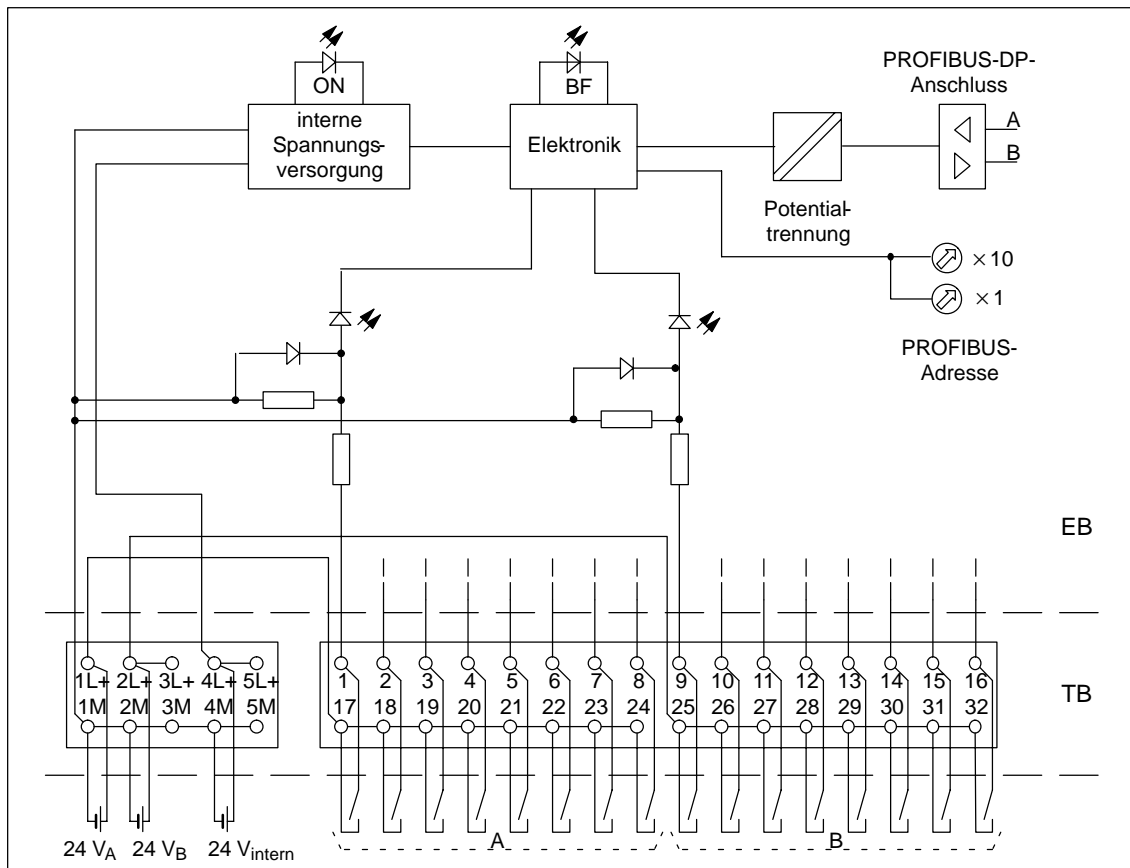 PROFIBUS-DP-
Anschluss
ON
BF
A
interne
Spannungs-
versorgung
Elektronik
B
Potential-
trennung
×10
×1
PROFIBUS-
Adresse
EB
1L+ 2L+ 3L+ 4L+ 5L+
1 2 3 4 5 6 7 8 9 10 11 12 13 14 15 16
TB
1M 2M 3M 4M 5M
17 18 19 20 21 22 23 24 25 26 27 28 29 30 31 32
A
B
24 VA 24 VB 24 Vintern